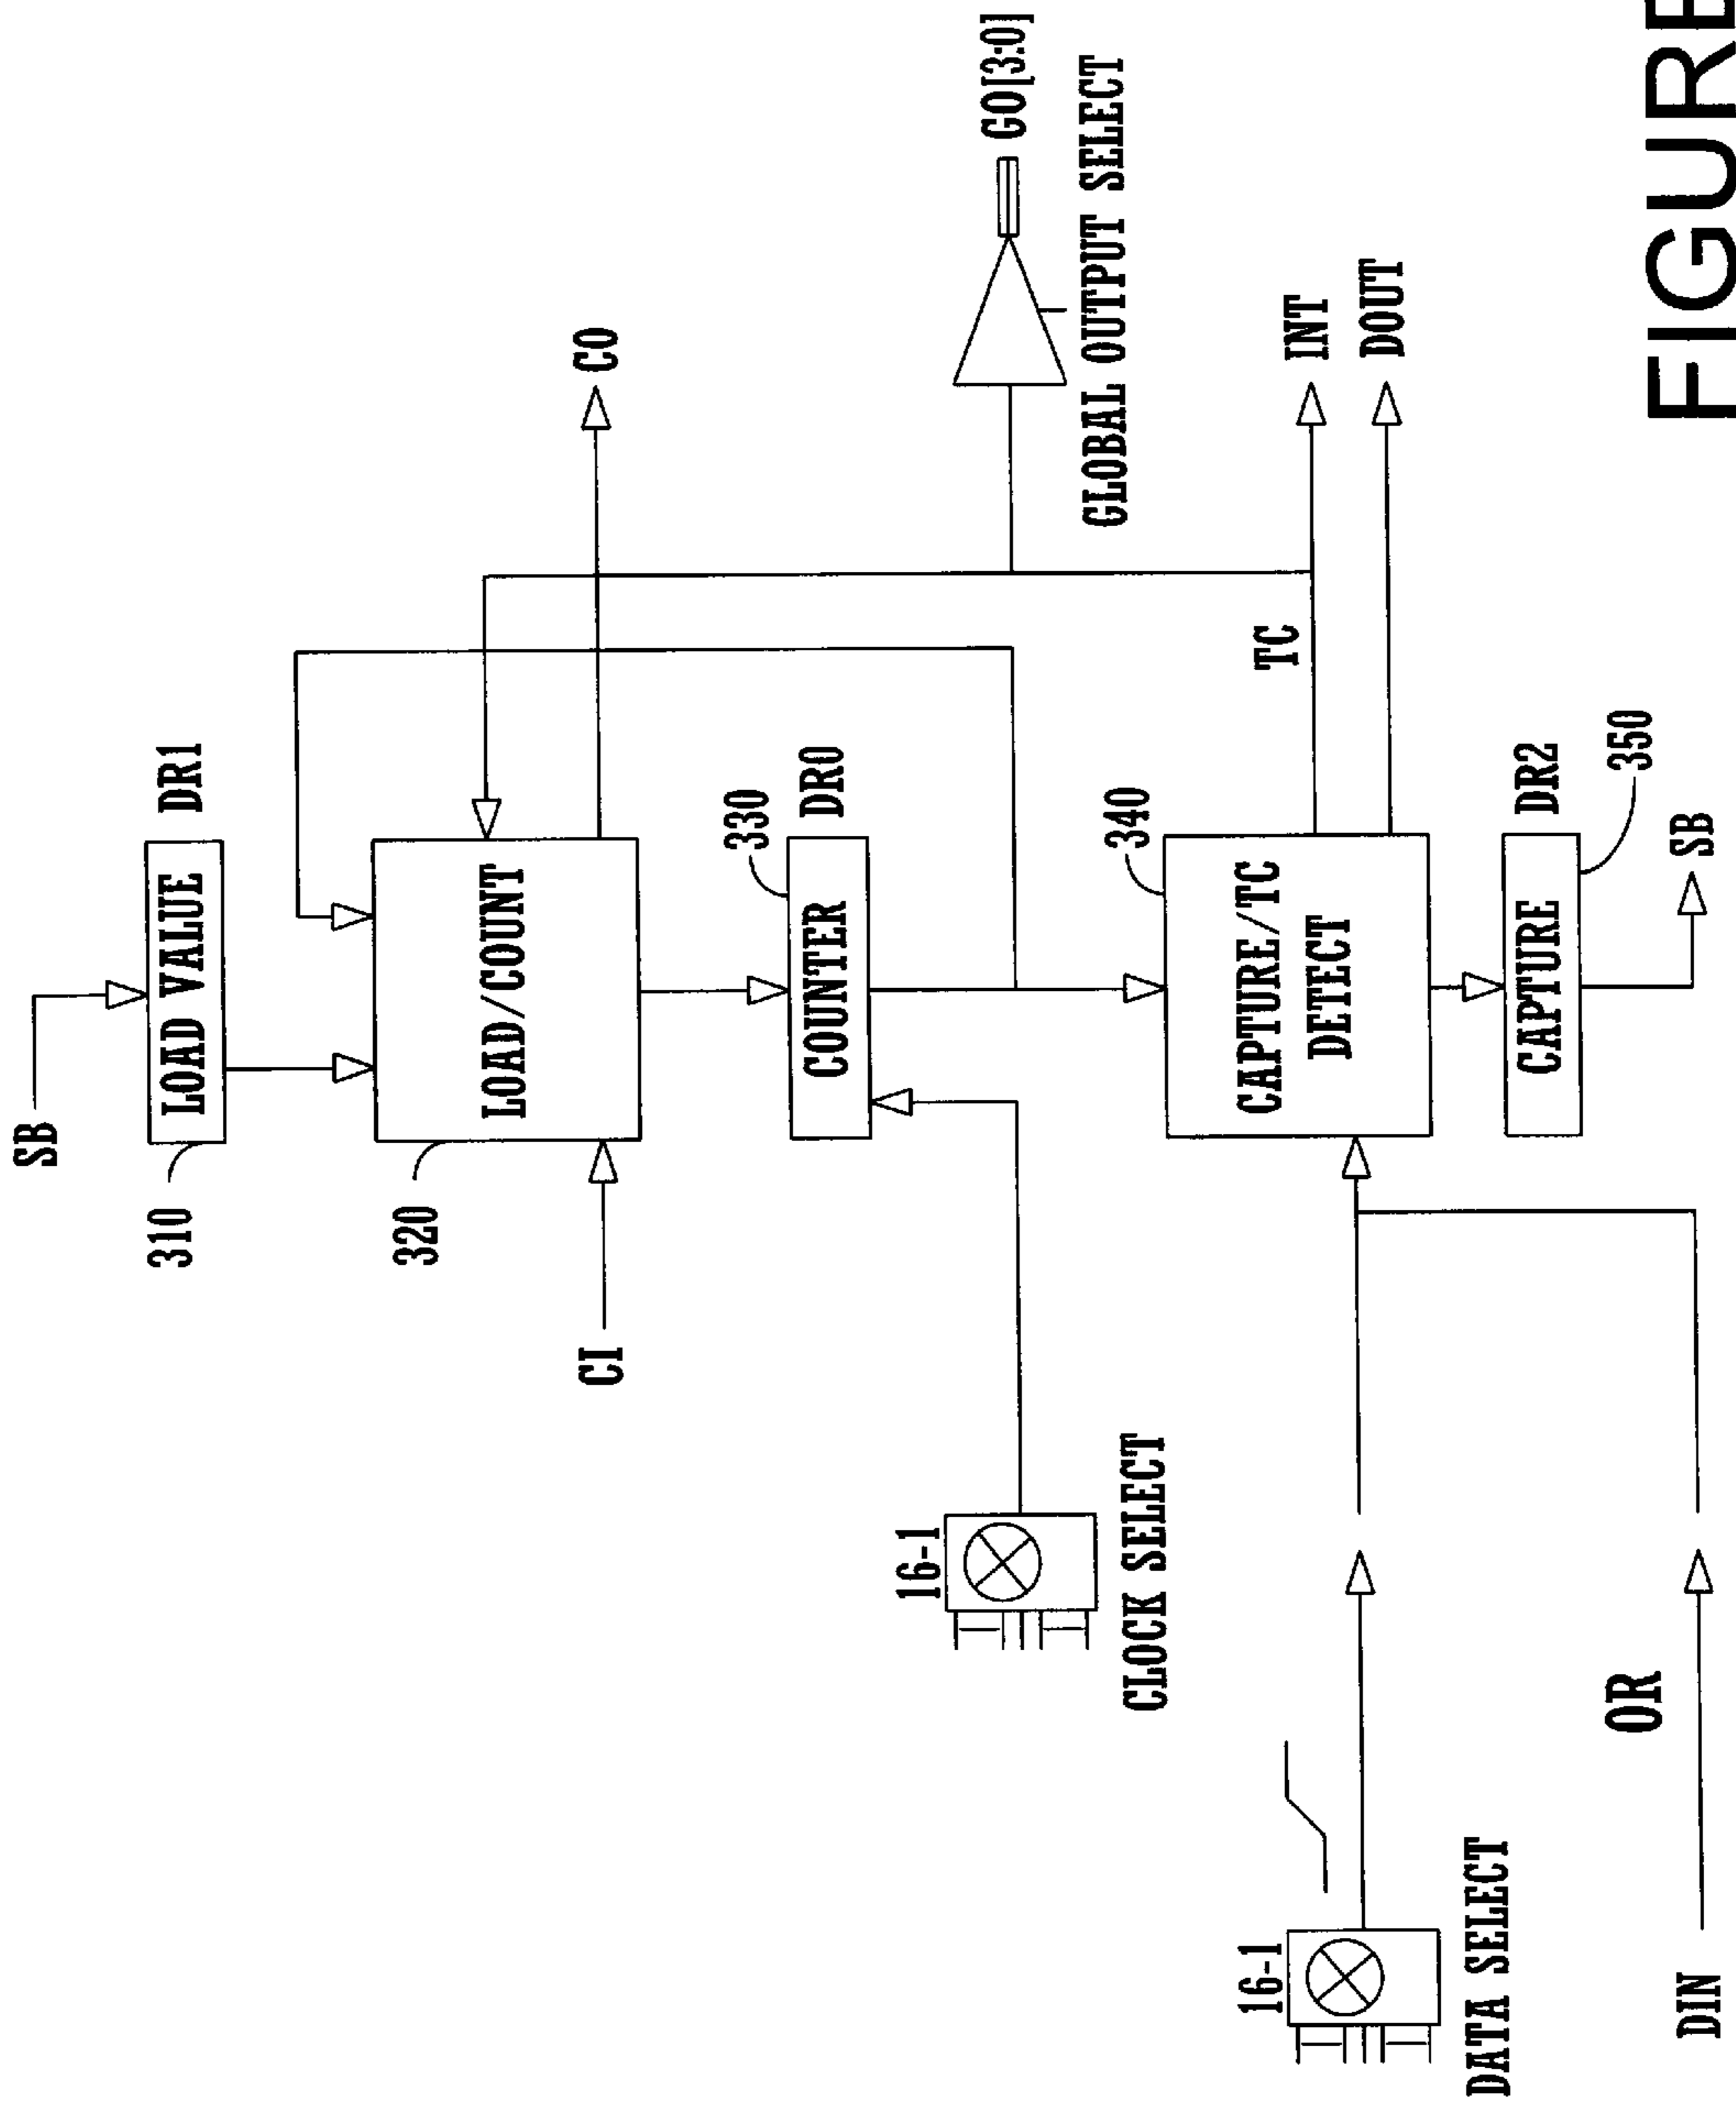 SB
310
LOAD VALUE
DR1
320
LOAD/COUNT
CI
CO
330
COUNTER
DR0
16-1
CLOCK SELECT
GO[3:0]
GLOBAL OUTPUT SELECT
340
CAPTURE/TC
DETECT
TC
INT
DOUT
16-1
DATA SELECT
OR
DIN
CAPTURE
DR2
350
SB
FIGURE